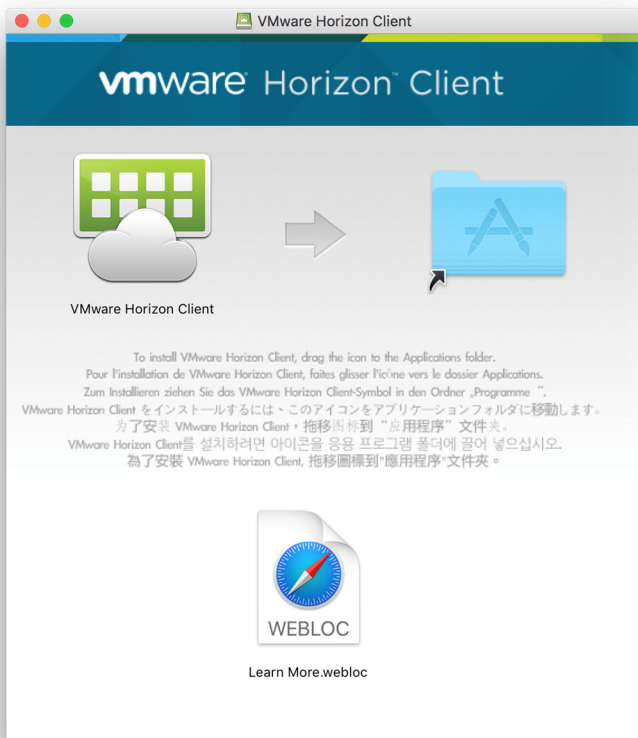 VMware Horizon Client
vmware Horizon™ Client
VMware Horizon Client
To install VMware Horizon Client, drag the icon to the Applications folder.
Pour l'installation de VMware Horizon Client, faites glisser l'icône vers le dossier Applications.
Zum Installieren ziehen Sie das VMware Horizon Client-Symbol in den Ordner „Programme “.
VMware Horizon Client をインストールするには、このアイコンをアプリケーションフォルダに移動します。
为了安装 VMware Horizon Client，拖移图标到 “应用程序” 文件夹。
VMware Horizon Client를 설치하려면 아이콘을 응용 프로그램 폴더에 끌어 넣으십시오.
為了安裝 VMware Horizon Client, 拖移圖標到"應用程序"文件夾。
WEBLOC
Learn More.webloc